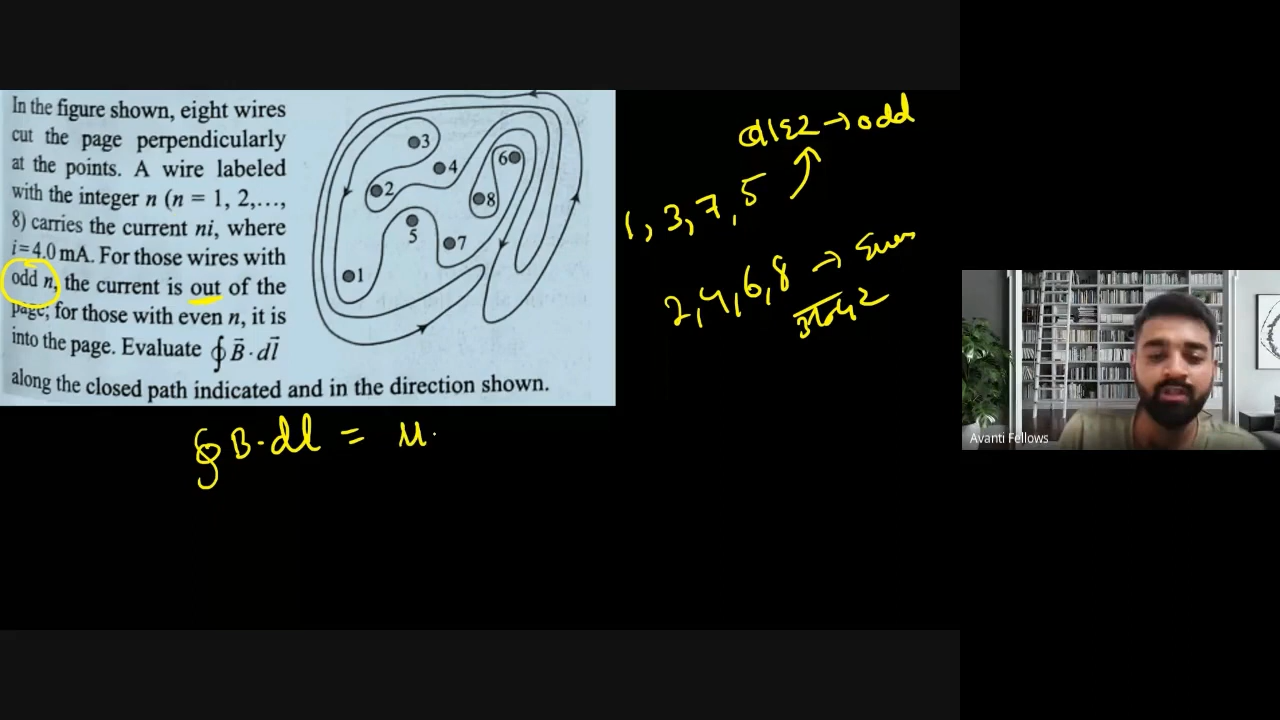 In the figure shown, eight wires
cut the page perpendicularly
at the points. A wire labeled
with the integer n (n = 1, 2,...,
8) carries the current ni, where
i=4.0 mA. For those wires with
odd n, the current is out of the
page; for those with even n, it is
into the page. Evaluate ∮B⃗·dl⃗
along the closed path indicated and in the direction shown.
3
4
6
2
8
5
7
1
→ odd
1, 3, 7, 5
2, 4, 6, 8 →
∮B·dl = μ.
Avanti Fellows